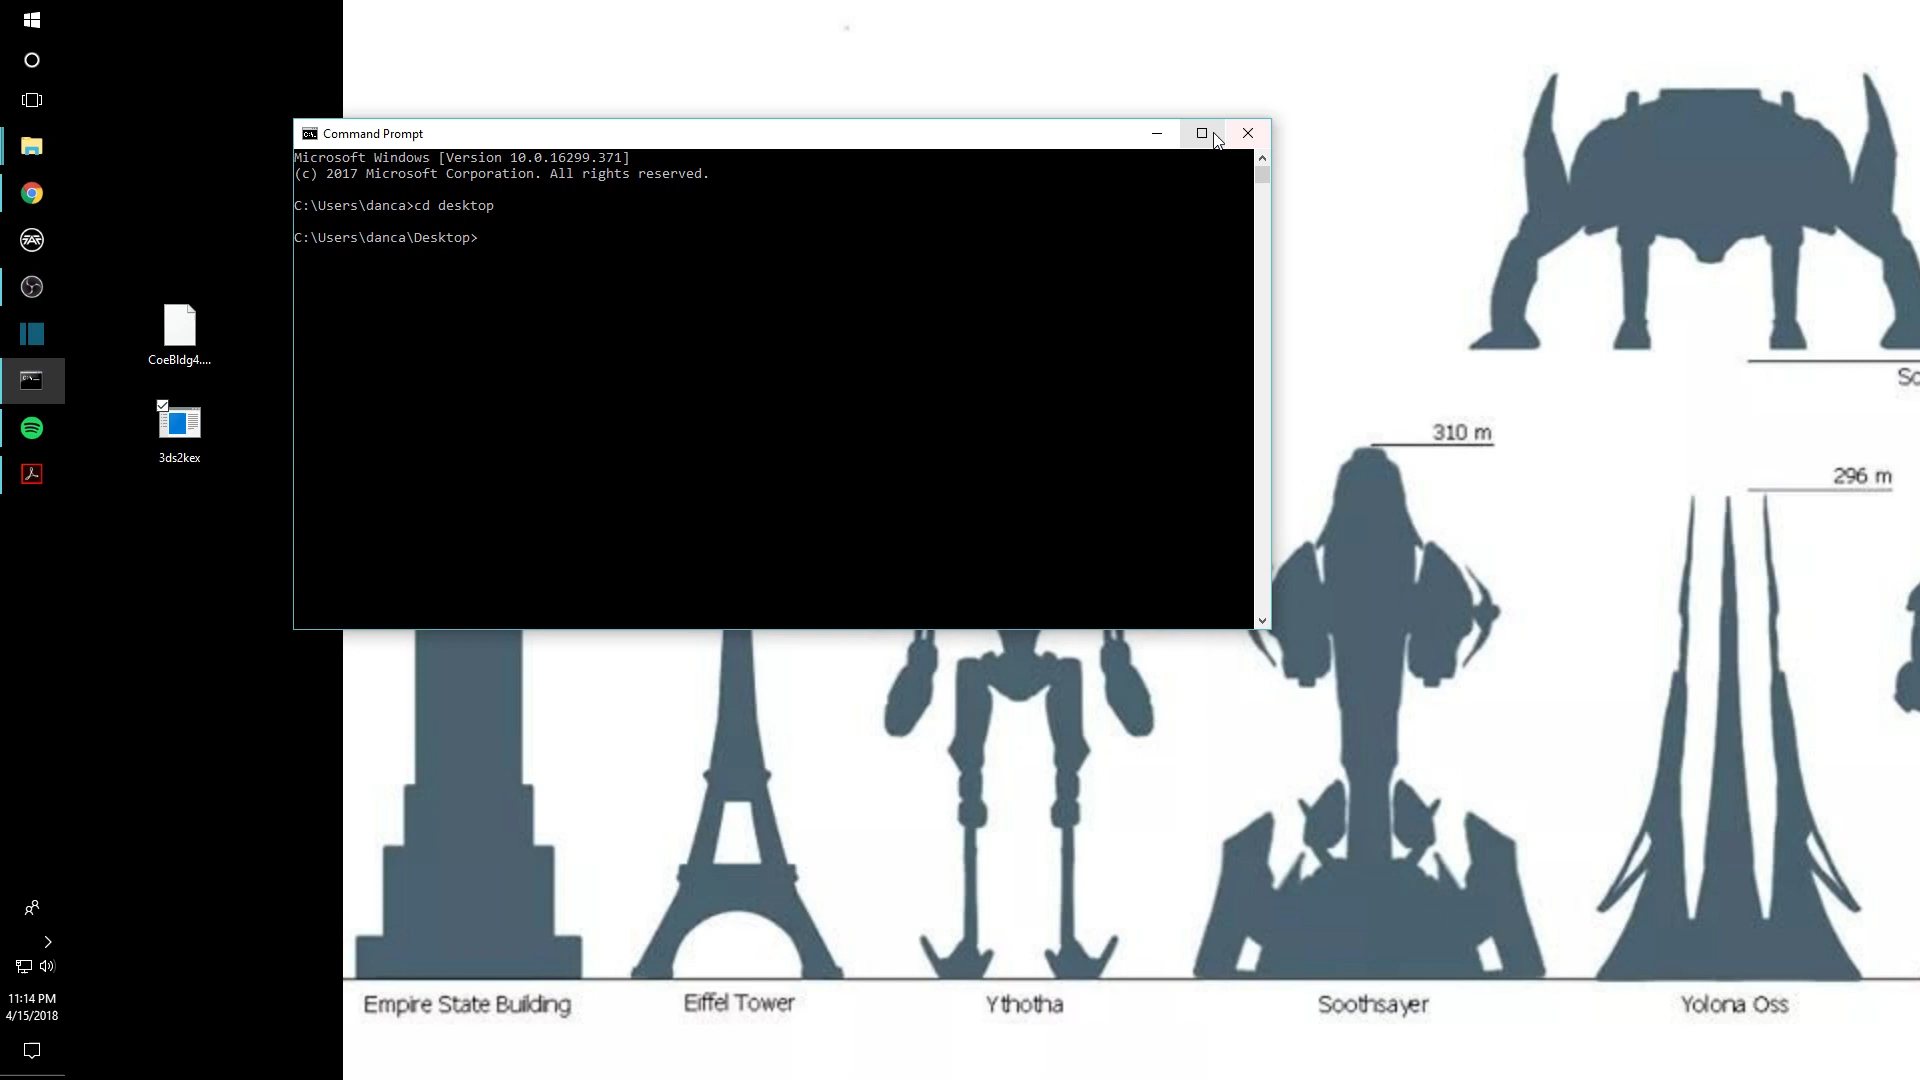 Command Prompt
Microsoft Windows [Version 10.0.16299.371]
(c) 2017 Microsoft Corporation. All rights reserved.
C:\Users\danca>cd desktop
C:\Users\danca\Desktop>
CoeBldg4....
3ds2kex
310 m
296 m
Empire State Building
Eiffel Tower
Ythotha
Soothsayer
Yolona Oss
11:14 PM
4/15/2018